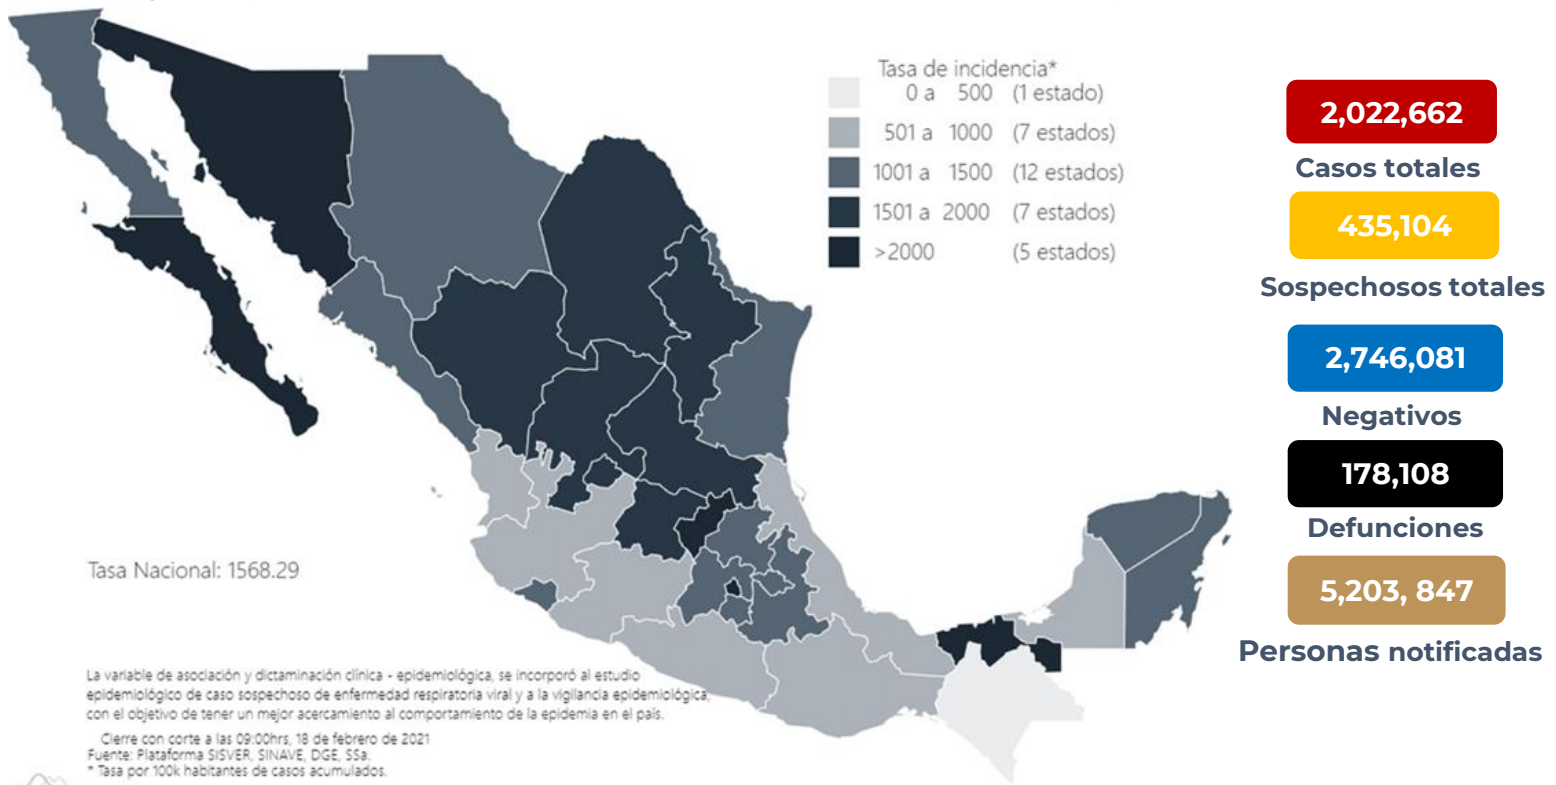 Tasa de incidencia*
0 a 500 (1 estado)
501 a 1000 (7 estados)
1001 a 1500 (12 estados)
1501 a 2000 (7 estados)
>2000 (5 estados)
2,022,662
Casos totales
435,104
Sospechosos totales
2,746,081
Negativos
178,108
Defunciones
5,203, 847
Personas notificadas
Tasa Nacional: 1568.29
La variable de asociación y dictaminación clínica - epidemiológica, se incorporó al estudio
epidemiológico de caso sospechoso de enfermedad respiratoria viral y a la vigilancia epidemiológica,
con el objetivo de tener un mejor acercamiento al comportamiento de la epidemia en el país.
Cierre con corte a las 09:00hrs, 18 de febrero de 2021
Fuente: Plataforma SISVER, SINAVE, DGE, SSa.
* Tasa por 100k habitantes de casos acumulados.